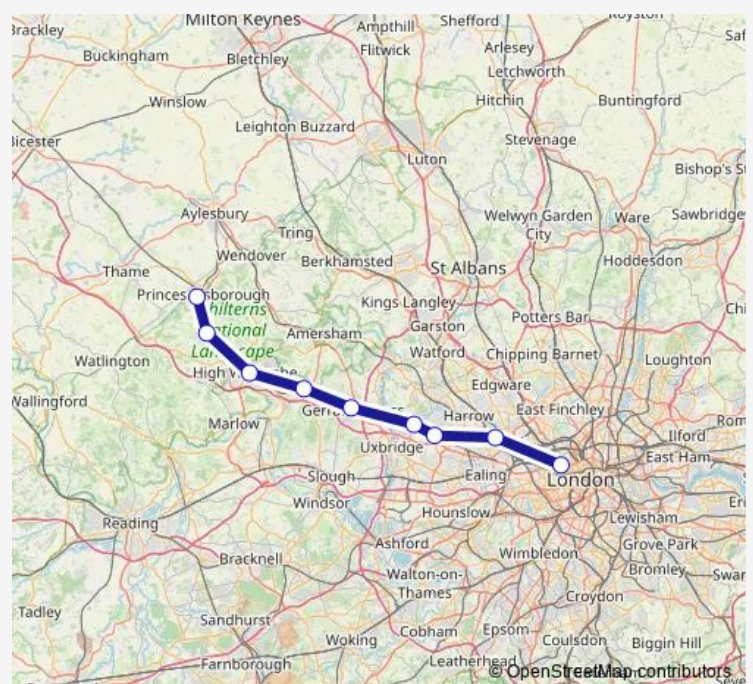 Milton Keynes
Ampthill
Shefford
Royston
Brackley
Flitwick
Arlesey
Buckingham
Bletchley
Letchworth
Winslow
Hitchin
Buntingford
Leighton Buzzard
Stevenage
Bicester
Luton
Bishop's St
Aylesbury
Welwyn Garden
City
Ware
Sawbridge
Tring
Wendover
Berkhamsted
Hoddesdon
Thame
St Albans
Kings Langley
Potters Bar
Garston
Amersham
Watford
Chipping Barnet
Loughton
Watlington
Edgware
Wallingford
Marlow
Harrow
East Finchley
Uxbridge
Ilford
East Ham
Slough
Ealing
London
Windsor
Hounslow
Reading
Lewisham
Ashford
Grove Park
Bracknell
Wimbledon
Bromley
Walton-on-
Thames
Croydon
Tadley
Sandhurst
Woking
Cobham
Epsom
Coulsdon
Biggin Hill
Farnborough
Leatherhead
© OpenStreetMap contributors